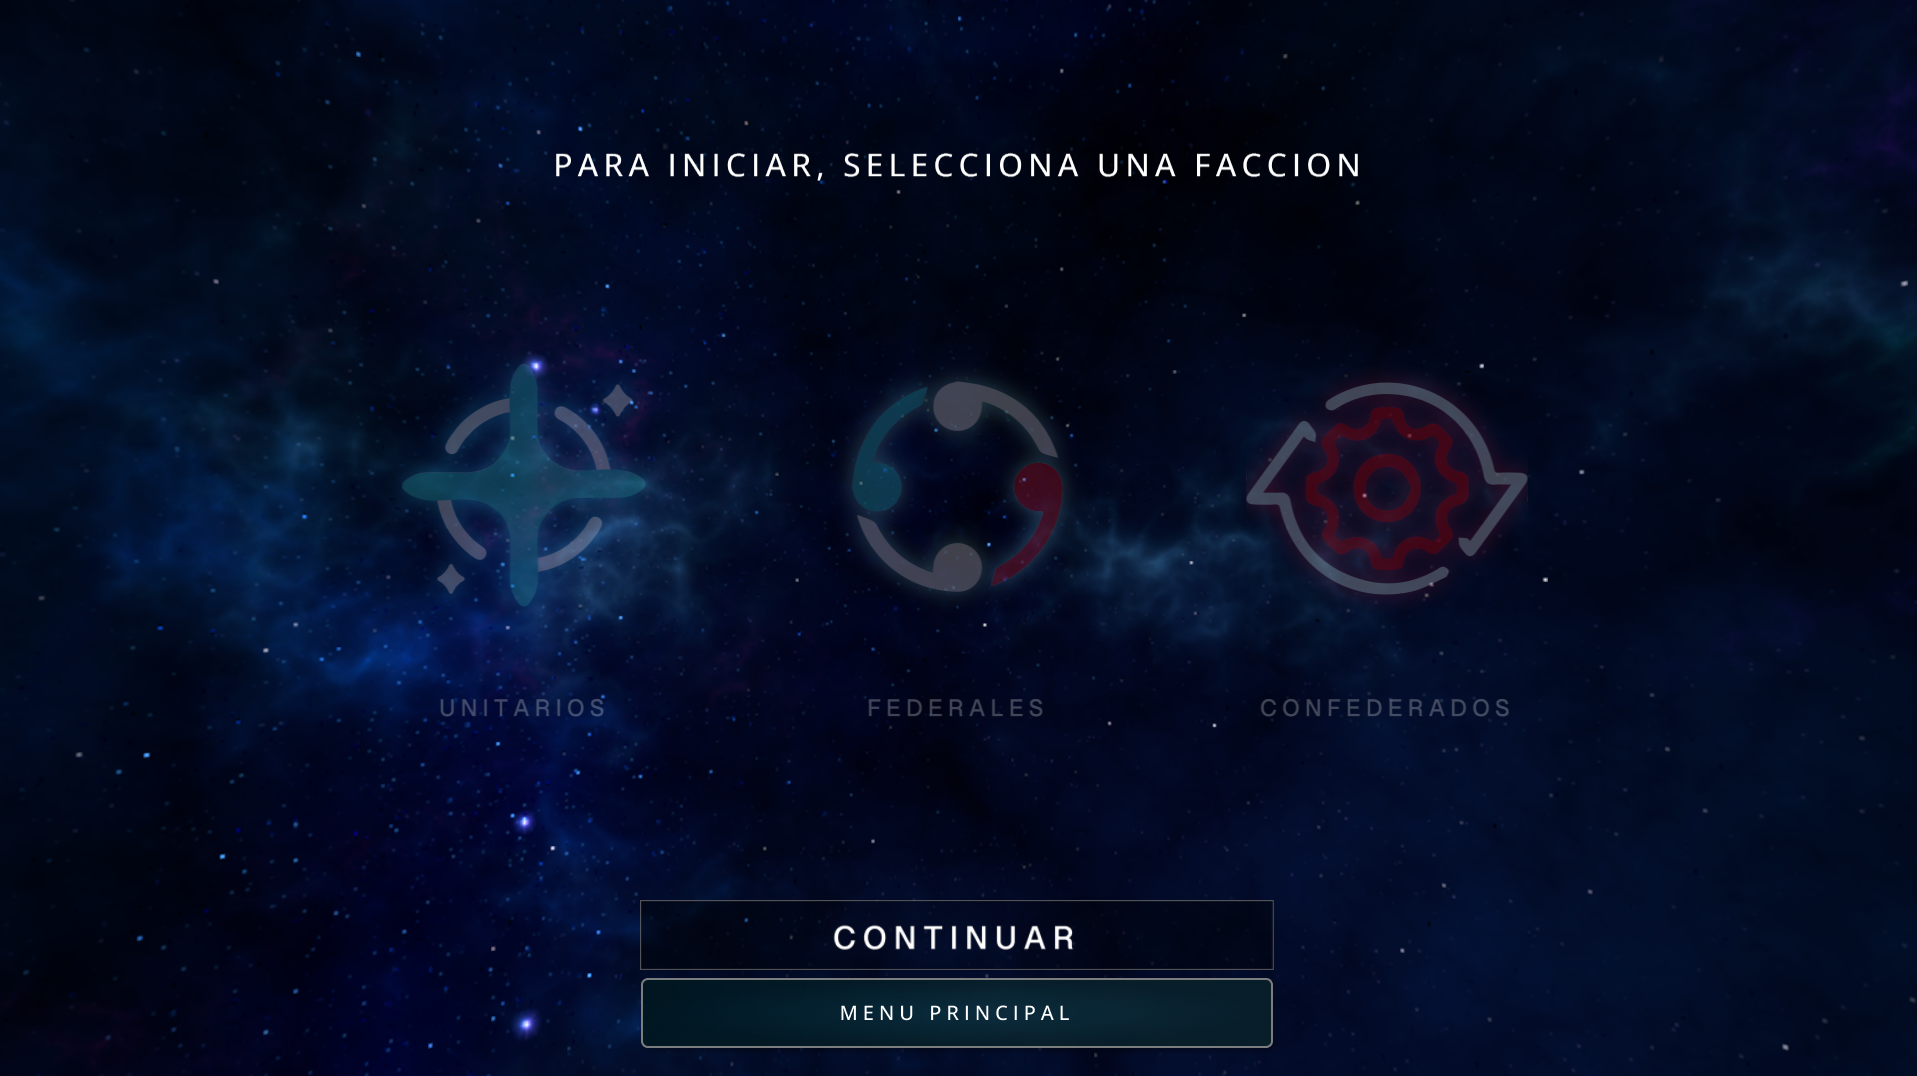 PARA INICIAR, SELECCIONA UNA FACCION
UNITARIOS
FEDERALES
CONFEDERADOS
CONTINUAR
MENU PRINCIPAL